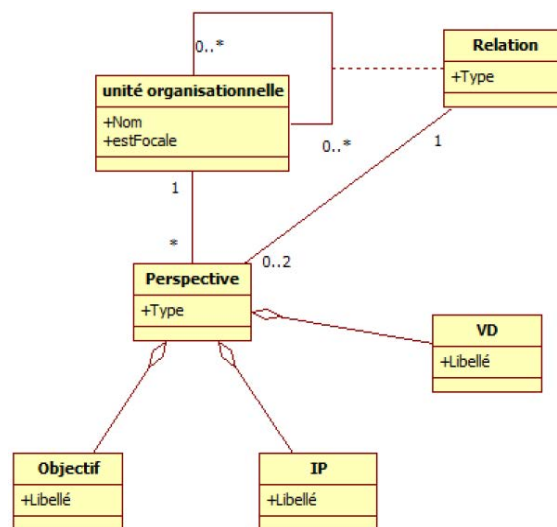 0..*
Relation
+Type
unité organisationnelle
+Nom
+estFocale
0..*
1
1
*
0..2
Perspective
+Type
VD
+Libellé
Objectif
+Libellé
IP
+Libellé